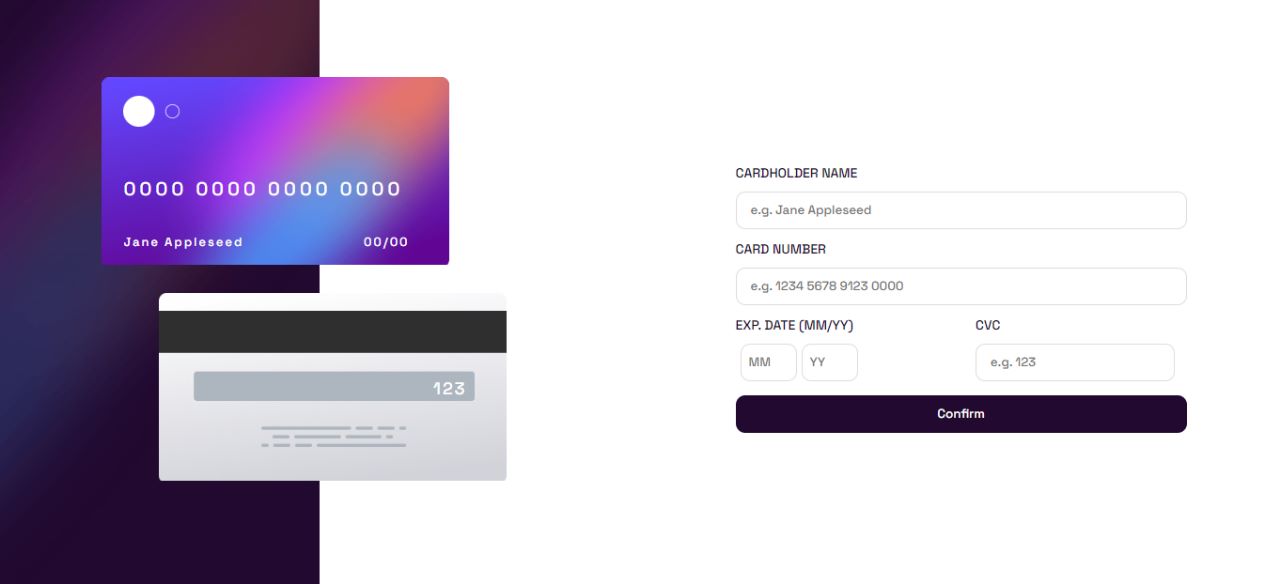 0000 0000 0000 0000
Jane Appleseed 00/00
123
CARDHOLDER NAME
e.g. Jane Appleseed
CARD NUMBER
e.g. 1234 5678 9123 0000
EXP. DATE (MM/YY) CVC
MM YY e.g. 123
Confirm